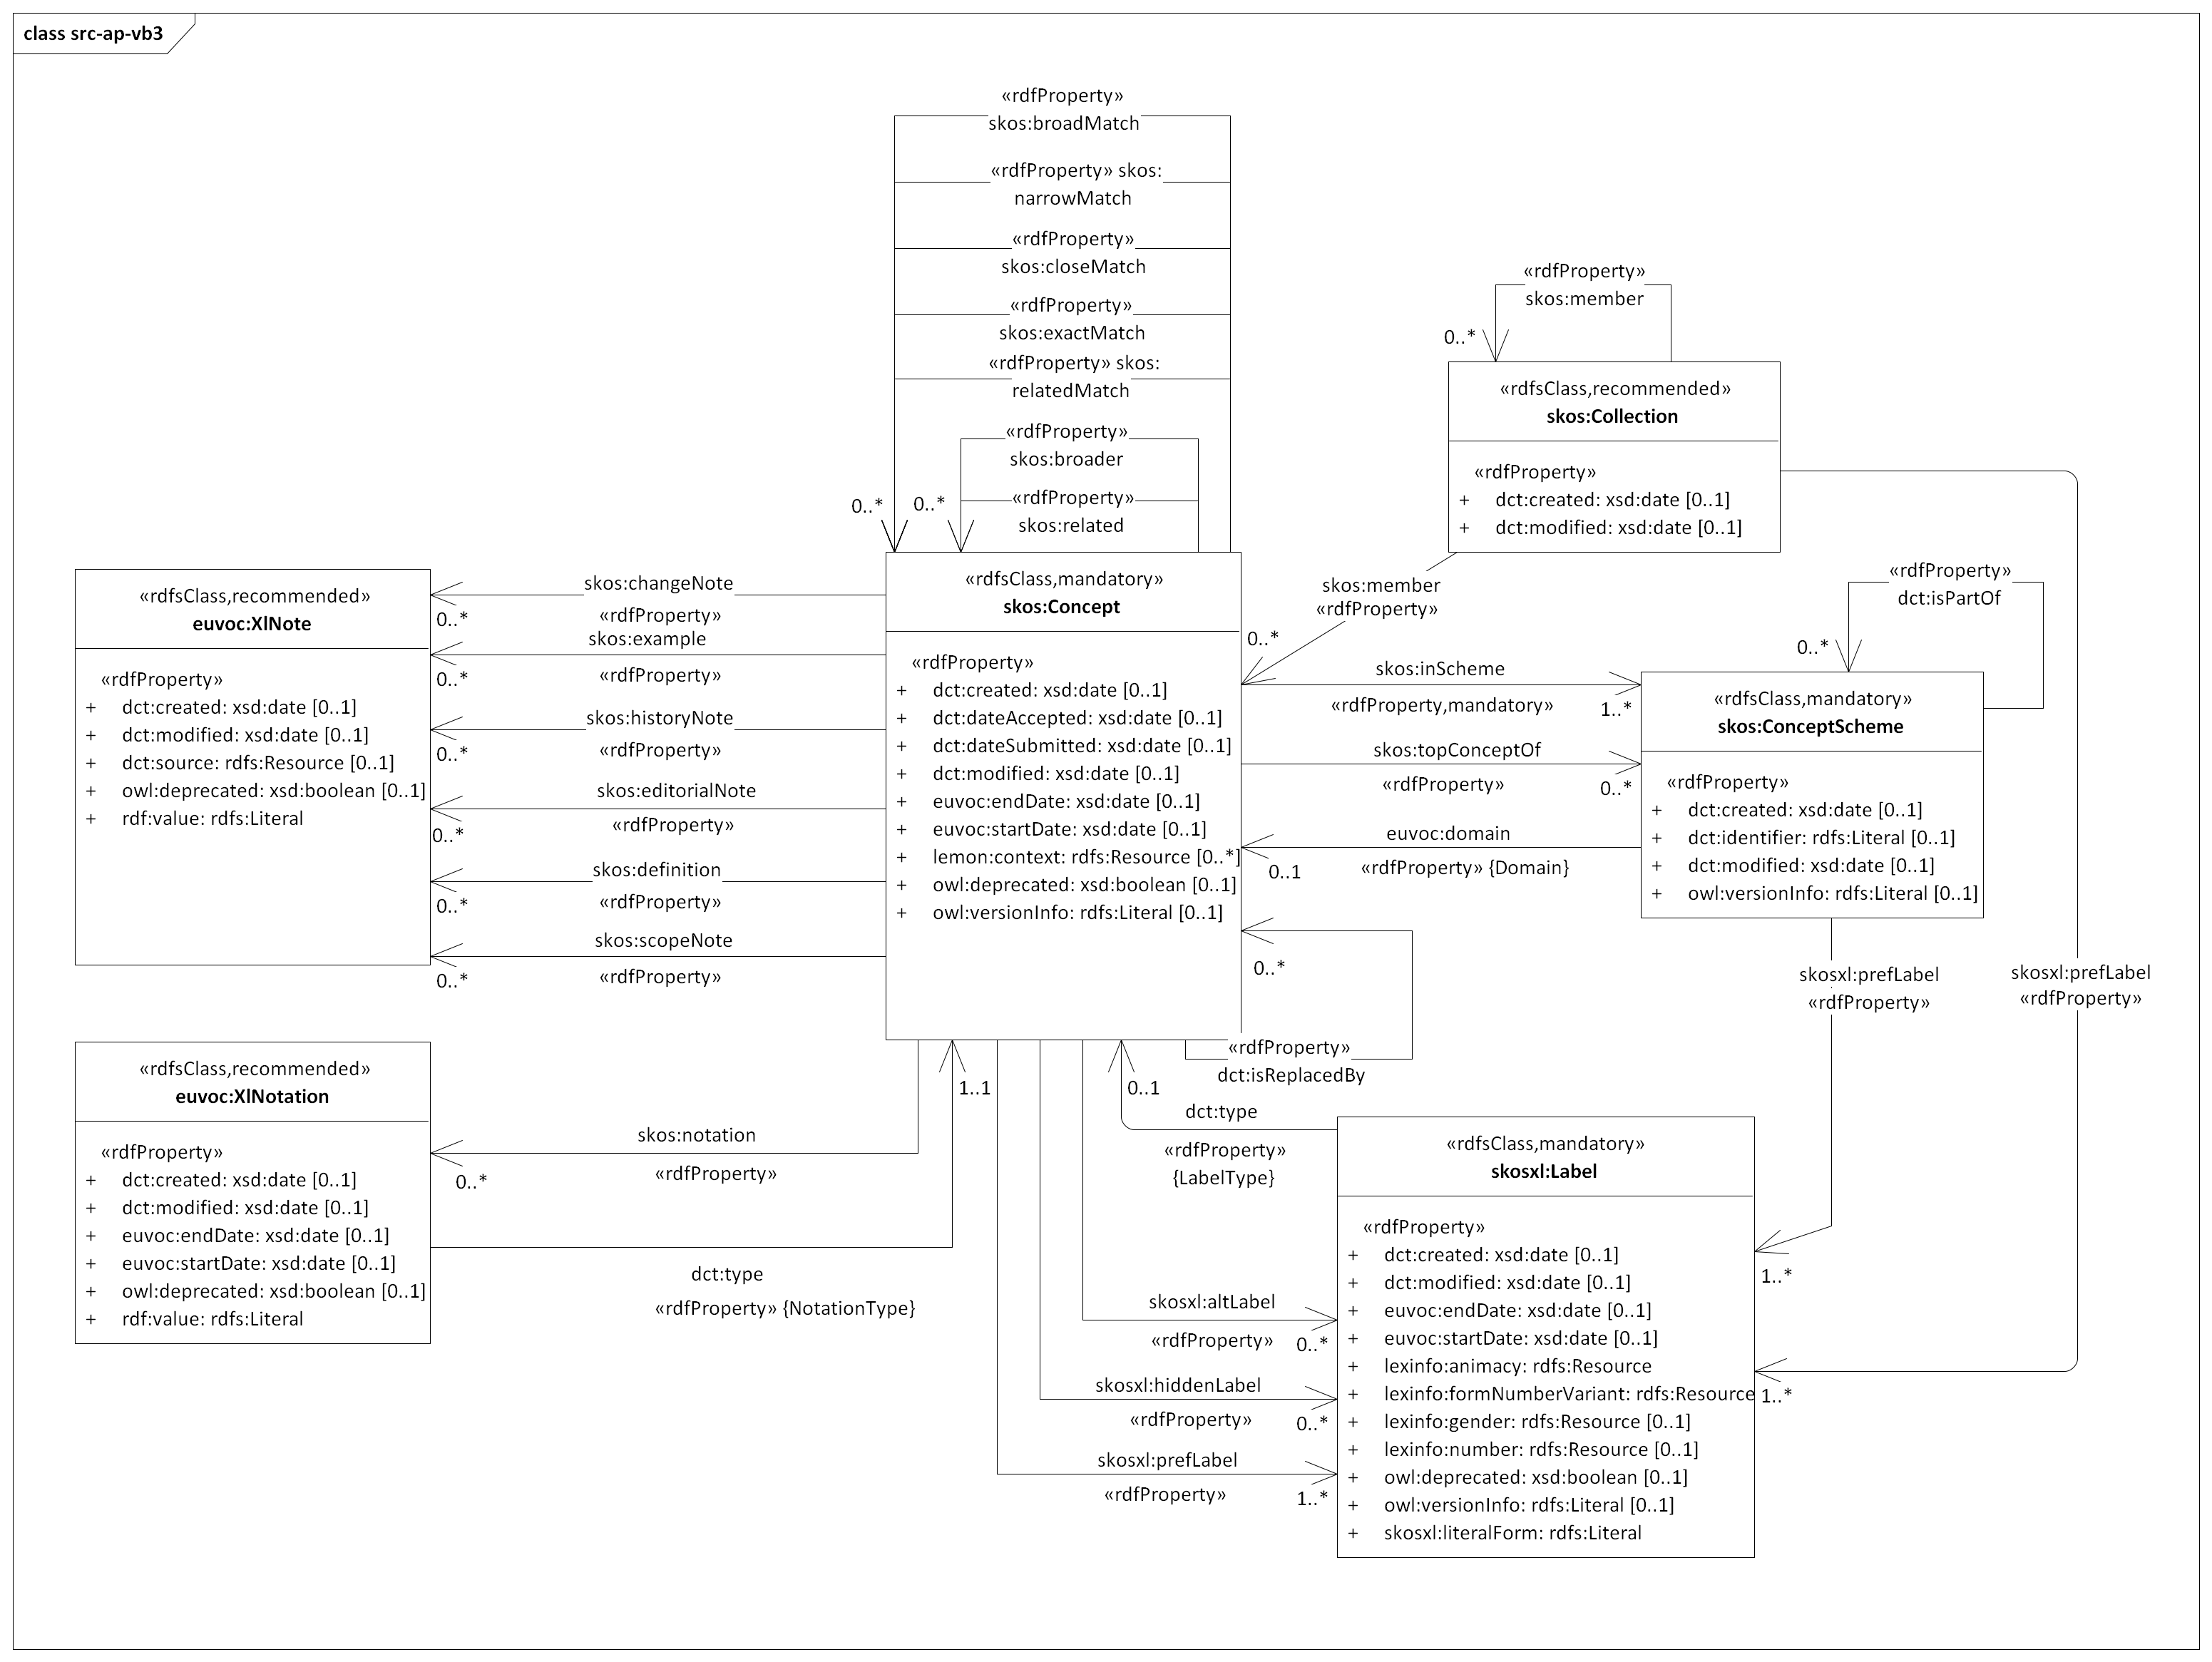 class src-ap-vb3
«rdfProperty»
skos:broadMatch
«rdfProperty» skos:
narrowMatch
«rdfProperty»
skos:closeMatch
«rdfProperty»
skos:exactMatch
«rdfProperty» skos:
relatedMatch
«rdfProperty»
skos:broader
«rdfProperty»
skos:related
0..*
0..*
«rdfProperty»
skos:member
0..*
«rdfsClass,recommended»
skos:Collection
«rdfProperty»
+ dct:created: xsd:date [0..1]
+ dct:modified: xsd:date [0..1]
skos:member
«rdfProperty»
0..*
«rdfsClass,recommended»
euvoc:XlNote
«rdfProperty»
+ dct:created: xsd:date [0..1]
+ dct:modified: xsd:date [0..1]
+ dct:source: rdfs:Resource [0..1]
+ owl:deprecated: xsd:boolean [0..1]
+ rdf:value: rdfs:Literal
skos:changeNote
0..*
«rdfProperty»
skos:example
0..*
«rdfProperty»
skos:historyNote
0..*
«rdfProperty»
skos:editorialNote
0..*
«rdfProperty»
skos:definition
0..*
«rdfProperty»
skos:scopeNote
0..*
«rdfProperty»
«rdfsClass,mandatory»
skos:Concept
«rdfProperty»
+ dct:created: xsd:date [0..1]
+ dct:dateAccepted: xsd:date [0..1]
+ dct:dateSubmitted: xsd:date [0..1]
+ dct:modified: xsd:date [0..1]
+ euvoc:endDate: xsd:date [0..1]
+ euvoc:startDate: xsd:date [0..1]
+ lemon:context: rdfs:Resource [0..*]
+ owl:deprecated: xsd:boolean [0..1]
+ owl:versionInfo: rdfs:Literal [0..1]
skos:inScheme
«rdfProperty,mandatory»
1..*
skos:topConceptOf
«rdfProperty»
0..*
euvoc:domain
0..1
«rdfProperty» {Domain}
«rdfProperty»
dct:isPartOf
0..*
«rdfsClass,mandatory»
skos:ConceptScheme
«rdfProperty»
+ dct:created: xsd:date [0..1]
+ dct:identifier: rdfs:Literal [0..1]
+ dct:modified: xsd:date [0..1]
+ owl:versionInfo: rdfs:Literal [0..1]
0..*
«rdfProperty»
dct:isReplacedBy
skosxl:prefLabel
«rdfProperty»
skosxl:prefLabel
«rdfProperty»
«rdfsClass,recommended»
euvoc:XlNotation
«rdfProperty»
+ dct:created: xsd:date [0..1]
+ dct:modified: xsd:date [0..1]
+ euvoc:endDate: xsd:date [0..1]
+ euvoc:startDate: xsd:date [0..1]
+ owl:deprecated: xsd:boolean [0..1]
+ rdf:value: rdfs:Literal
skos:notation
0..*
«rdfProperty»
1..1
dct:type
«rdfProperty» {NotationType}
0..1
dct:type
«rdfProperty»
{LabelType}
«rdfsClass,mandatory»
skosxl:Label
«rdfProperty»
+ dct:created: xsd:date [0..1]
+ dct:modified: xsd:date [0..1]
+ euvoc:endDate: xsd:date [0..1]
+ euvoc:startDate: xsd:date [0..1]
+ lexinfo:animacy: rdfs:Resource
+ lexinfo:formNumberVariant: rdfs:Resource
+ lexinfo:gender: rdfs:Resource [0..1]
+ lexinfo:number: rdfs:Resource [0..1]
+ owl:deprecated: xsd:boolean [0..1]
+ owl:versionInfo: rdfs:Literal [0..1]
+ skosxl:literalForm: rdfs:Literal
1..*
1..*
skosxl:altLabel
«rdfProperty»
0..*
skosxl:hiddenLabel
«rdfProperty»
0..*
skosxl:prefLabel
«rdfProperty»
1..*